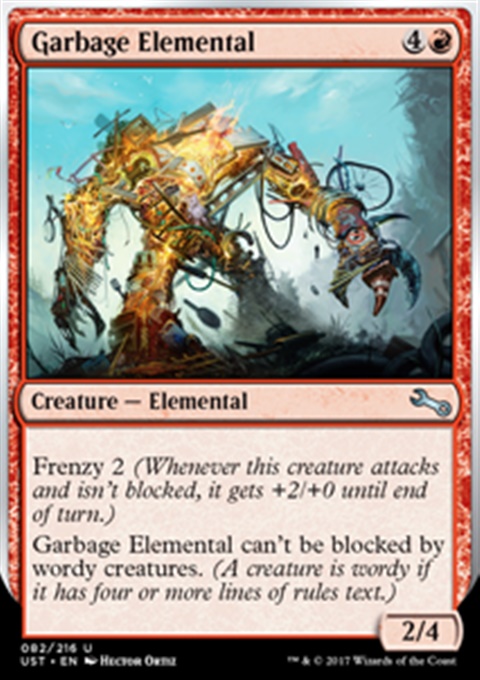 Garbage Elemental 4
Creature — Elemental
Frenzy 2 (Whenever this creature attacks
and isn't blocked, it gets +2/+0 until end
of turn.)
Garbage Elemental can't be blocked by
wordy creatures. (A creature is wordy if
it has four or more lines of rules text.)
2/4
082/216 U
UST • EN Hector Ortiz
™ & © 2017 Wizards of the Coast